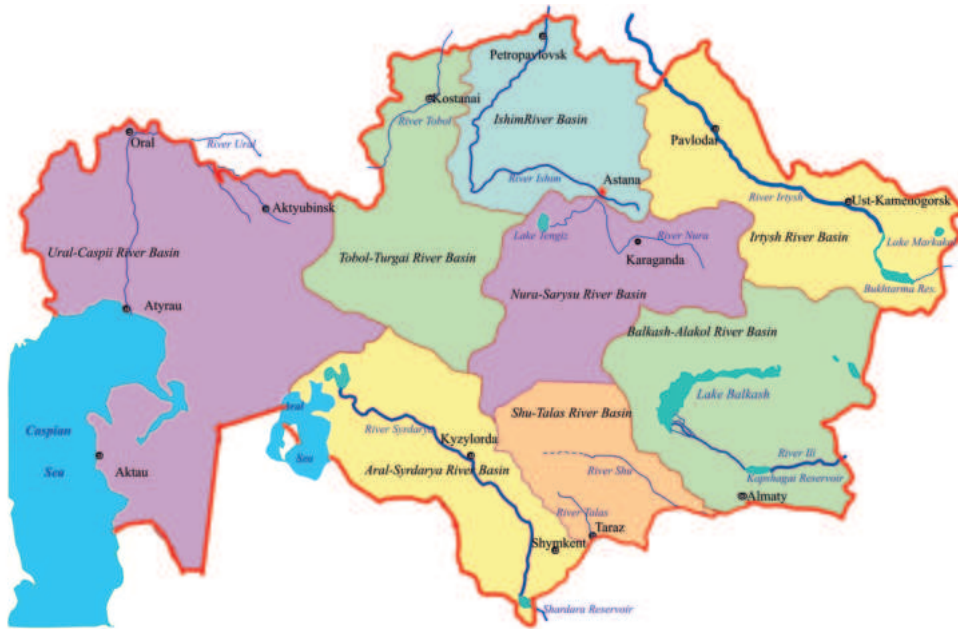 Petropavlovsk
Kostanai
River Tobol
IshimRiver Basin
Pavlodar
Oral
River Ural
River Ishim
Astana
River Irtysh
Ust-Kamenogorsk
Aktyubinsk
Lake Tengiz
River Nura
Irtysh River Basin
Lake Markakol
Ural-Caspii River Basin
Tobol-Turgai River Basin
Karaganda
Bukhtarma Res.
Nura-Sarysu River Basin
Atyrau
Balkash-Alakol River Basin
Lake Balkash
Aral
Sea
Shu-Talas River Basin
Caspian
Sea
River Syrdarya
Kyzylorda
River Ili
Aktau
Aral-Syrdarya River Basin
River Shu
Kapshagai Reservoir
Almaty
River Talas
Taraz
Shymkent
Shardara Reservoir